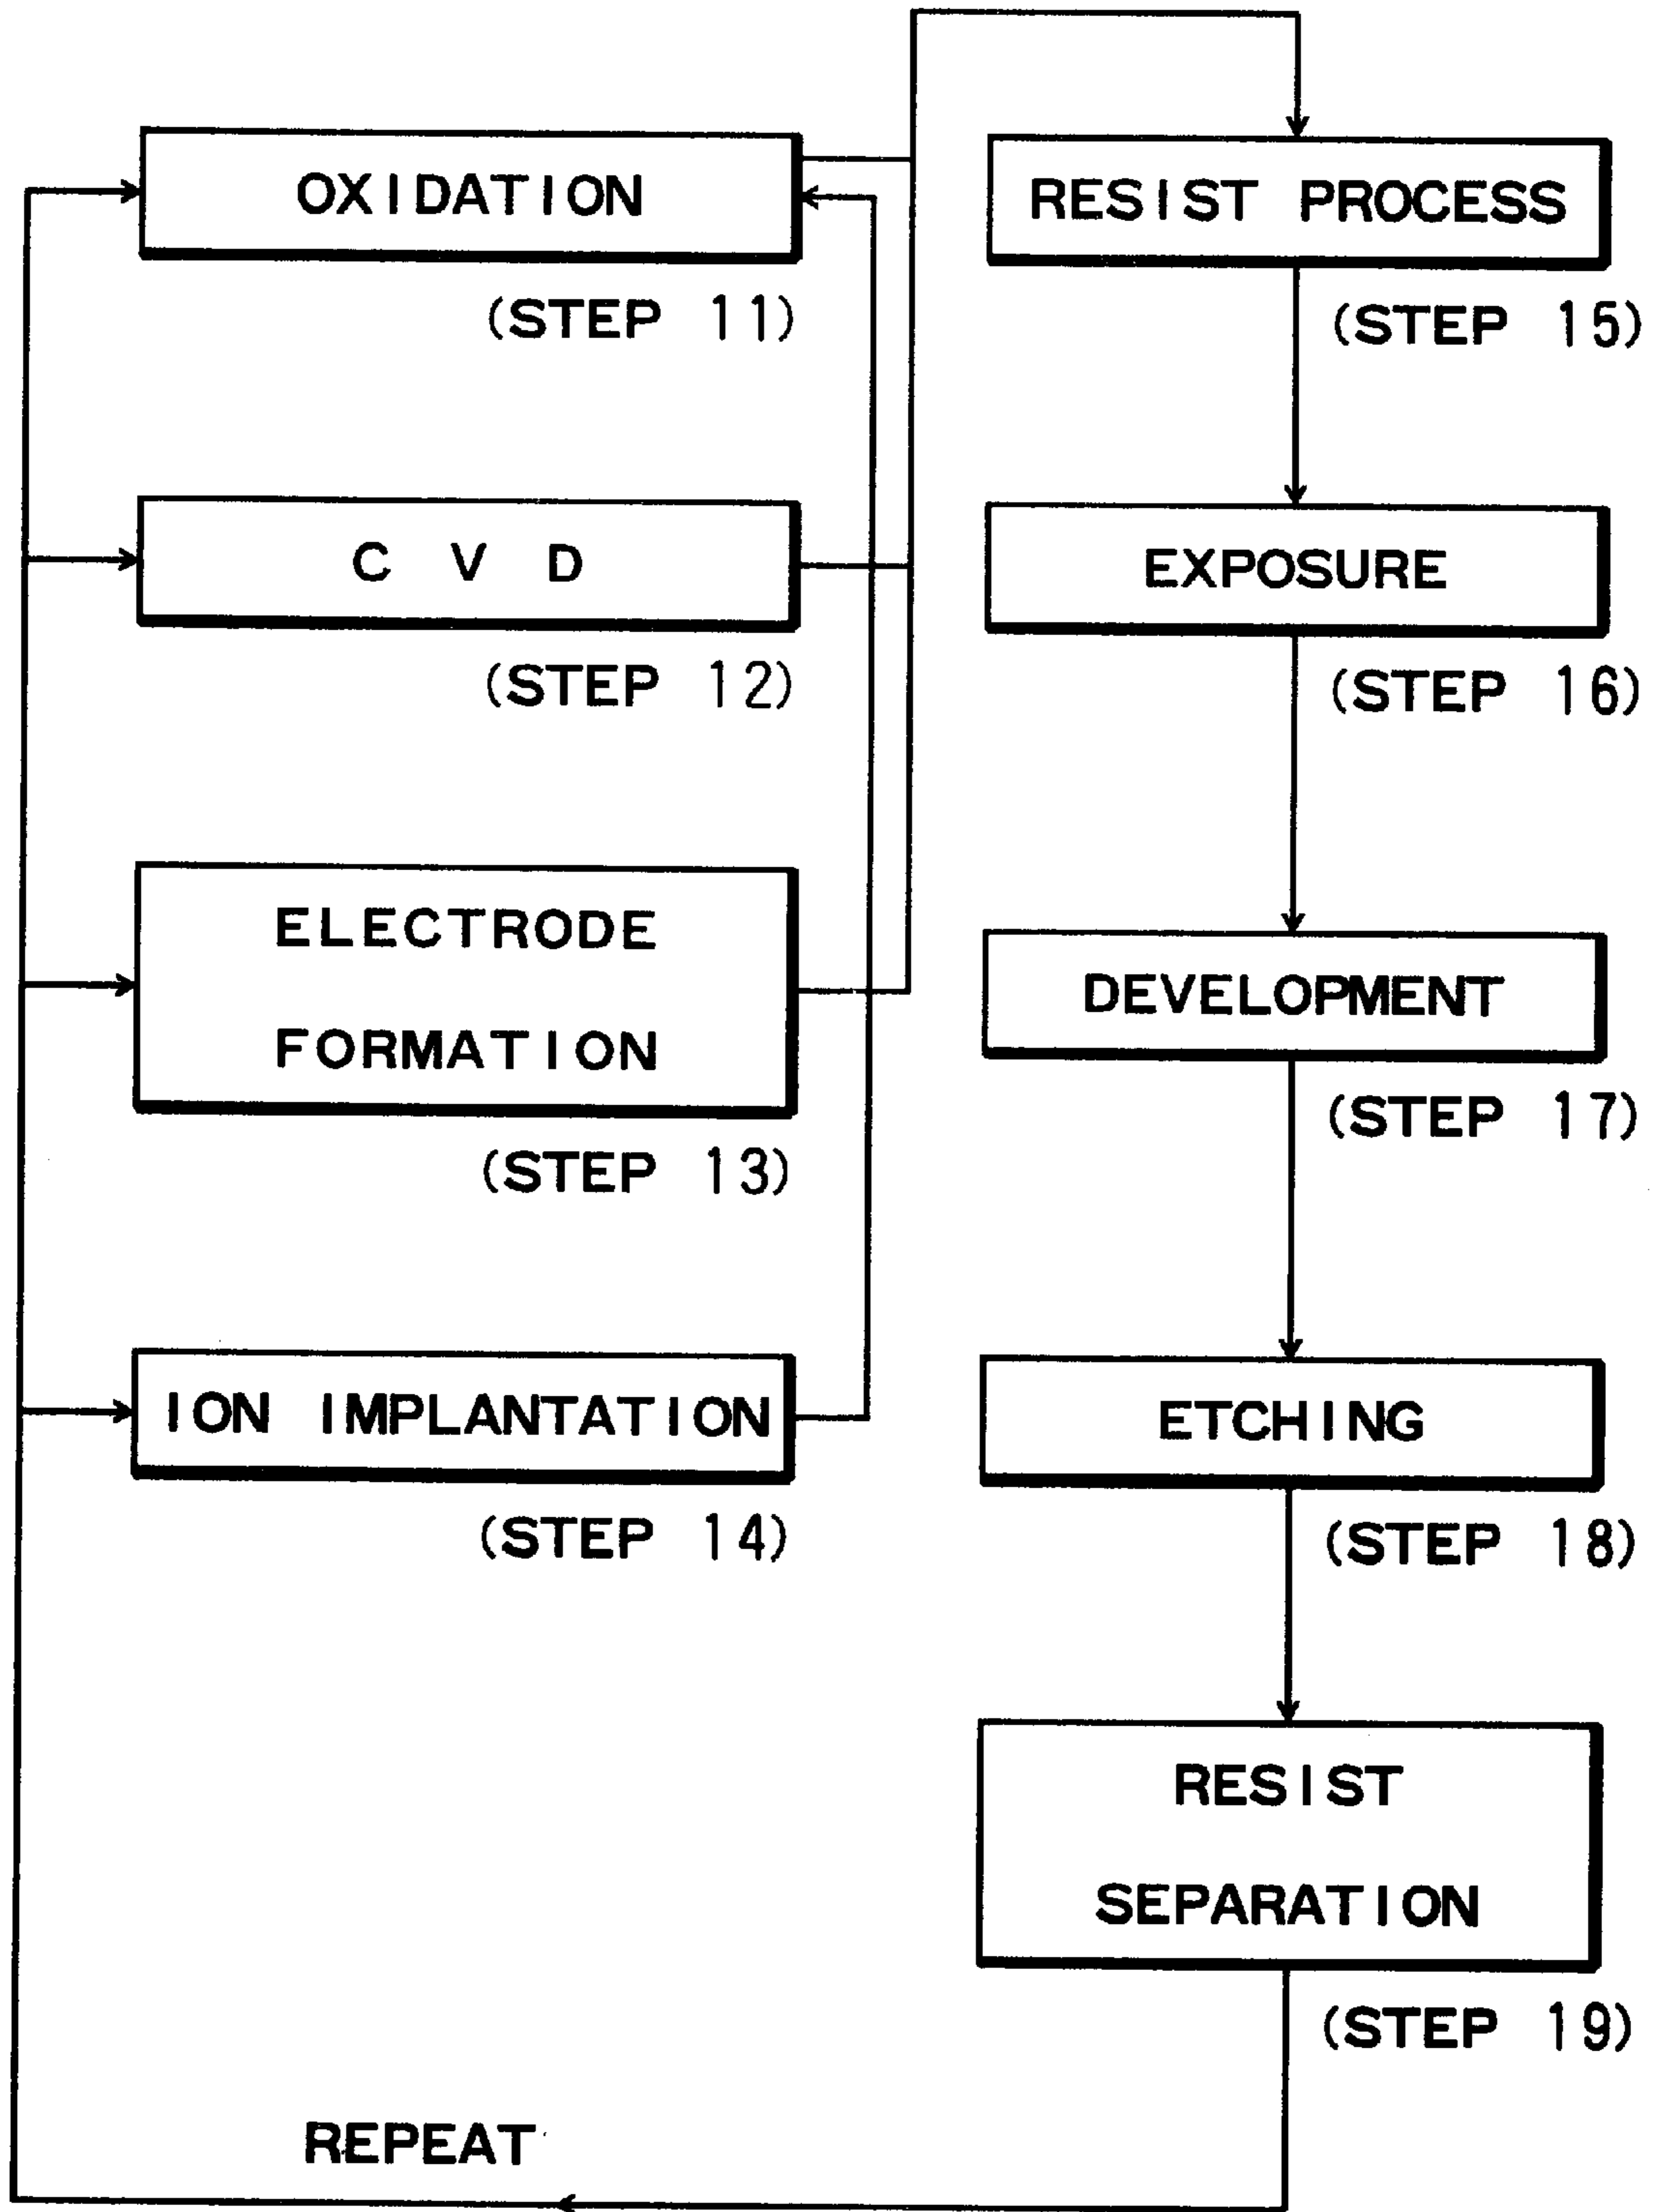 OXIDATION
(STEP 11)
CVD
(STEP 12)
ELECTRODE
FORMATION
(STEP 13)
ION IMPLANTATION
(STEP 14)
RESIST PROCESS
(STEP 15)
EXPOSURE
(STEP 16)
DEVELOPMENT
(STEP 17)
ETCHING
(STEP 18)
RESIST
SEPARATION
(STEP 19)
REPEAT